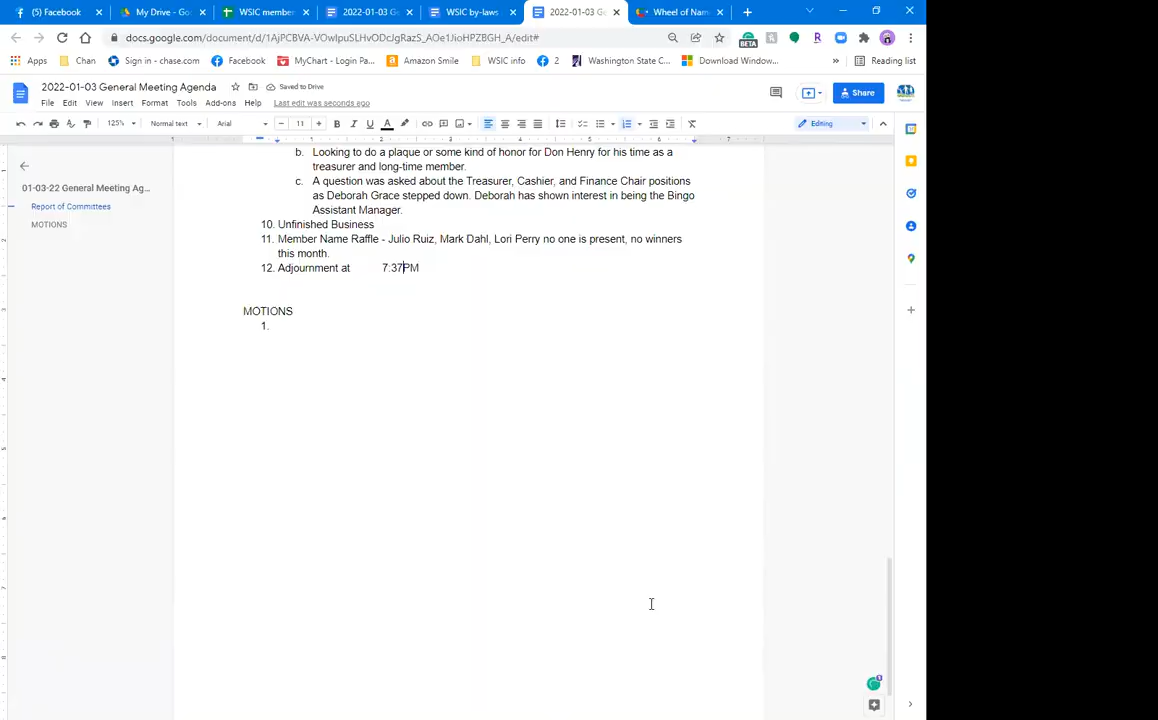 (5) Facebook
My Drive - Goo
WSIC member
2022-01-03 Ge
WSIC by-laws
2022-01-03 Ge
Wheel of Nam
docs.google.com/document/d/1AjPCBVA-VOwIpuSLHvODcJgRazS_AOe1JioHPZBGH_A/edit#
BETA
Apps
Chan
Sign in - chase.com
Facebook
MyChart - Login Pa...
Amazon Smile
WSIC info
2
Washington State C...
Download Window...
»
Reading list
2022-01-03 General Meeting Agenda
Saved to Drive
File Edit View Insert Format Tools Add-ons Help Last edit was seconds ago
Share
125% Normal text Arial 11 Editing
b. Looking to do a plaque or some kind of honor for Don Henry for his time as a
treasurer and long-time member.
c. A question was asked about the Treasurer, Cashier, and Finance Chair positions
as Deborah Grace stepped down. Deborah has shown interest in being the Bingo
Assistant Manager.
10. Unfinished Business
11. Member Name Raffle - Julio Ruiz, Mark Dahl, Lori Perry no one is present, no winners
this month.
12. Adjournment at 7:37PM
MOTIONS
1.
01-03-22 General Meeting Ag...
Report of Committees
MOTIONS